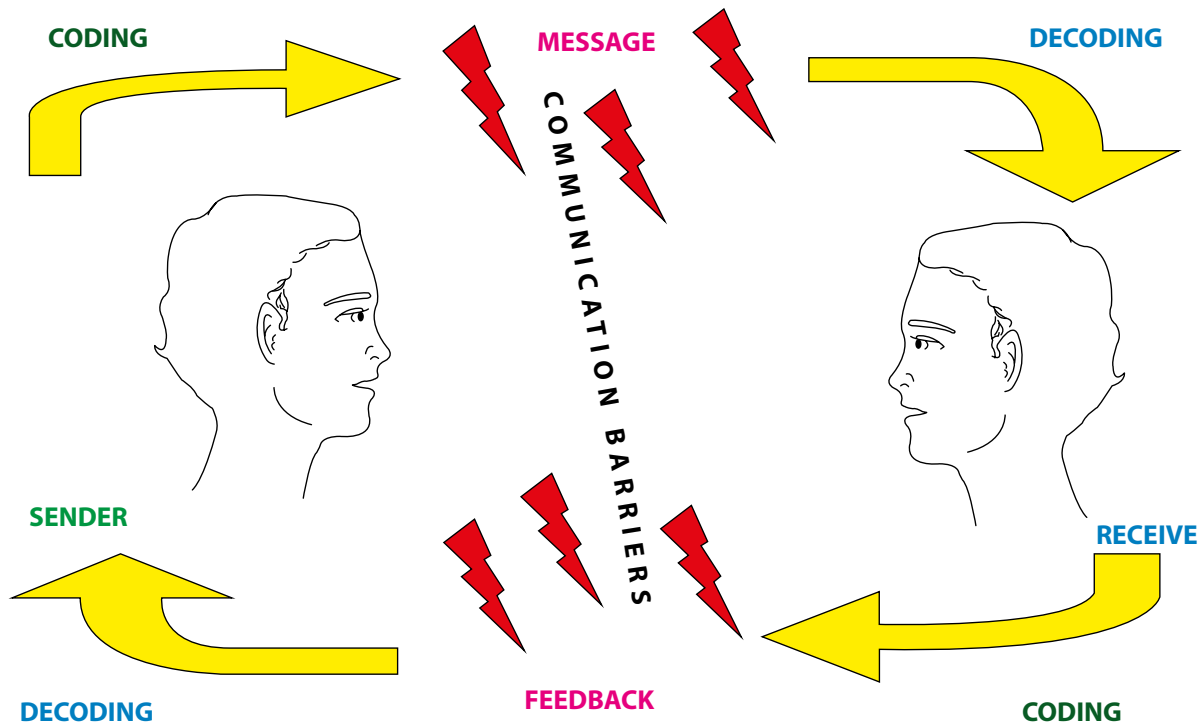 CODING
MESSAGE
DECODING
COMMUNICATION BARRIERS
SENDER
RECEIVE
DECODING
FEEDBACK
CODING